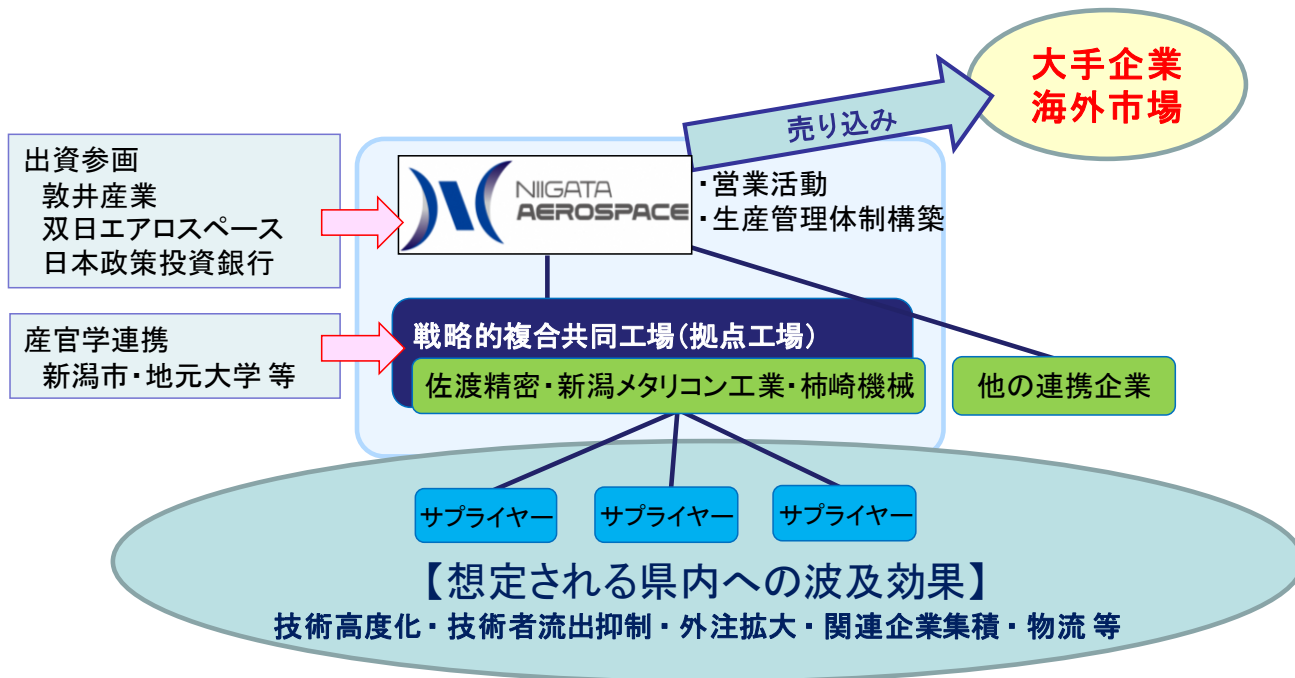 大手企業
海外市場
売り込み
出資参画
敦井産業
双日エアロスペース
日本政策投資銀行
NIIGATA
AEROSPACE
・営業活動
・生産管理体制構築
産官学連携
新潟市・地元大学 等
戦略的複合共同工場(拠点工場)
佐渡精密・新潟メタリコン工業・柿崎機械
他の連携企業
サプライヤー
サプライヤー
サプライヤー
【想定される県内への波及効果】
技術高度化・技術者流出抑制・外注拡大・関連企業集積・物流 等